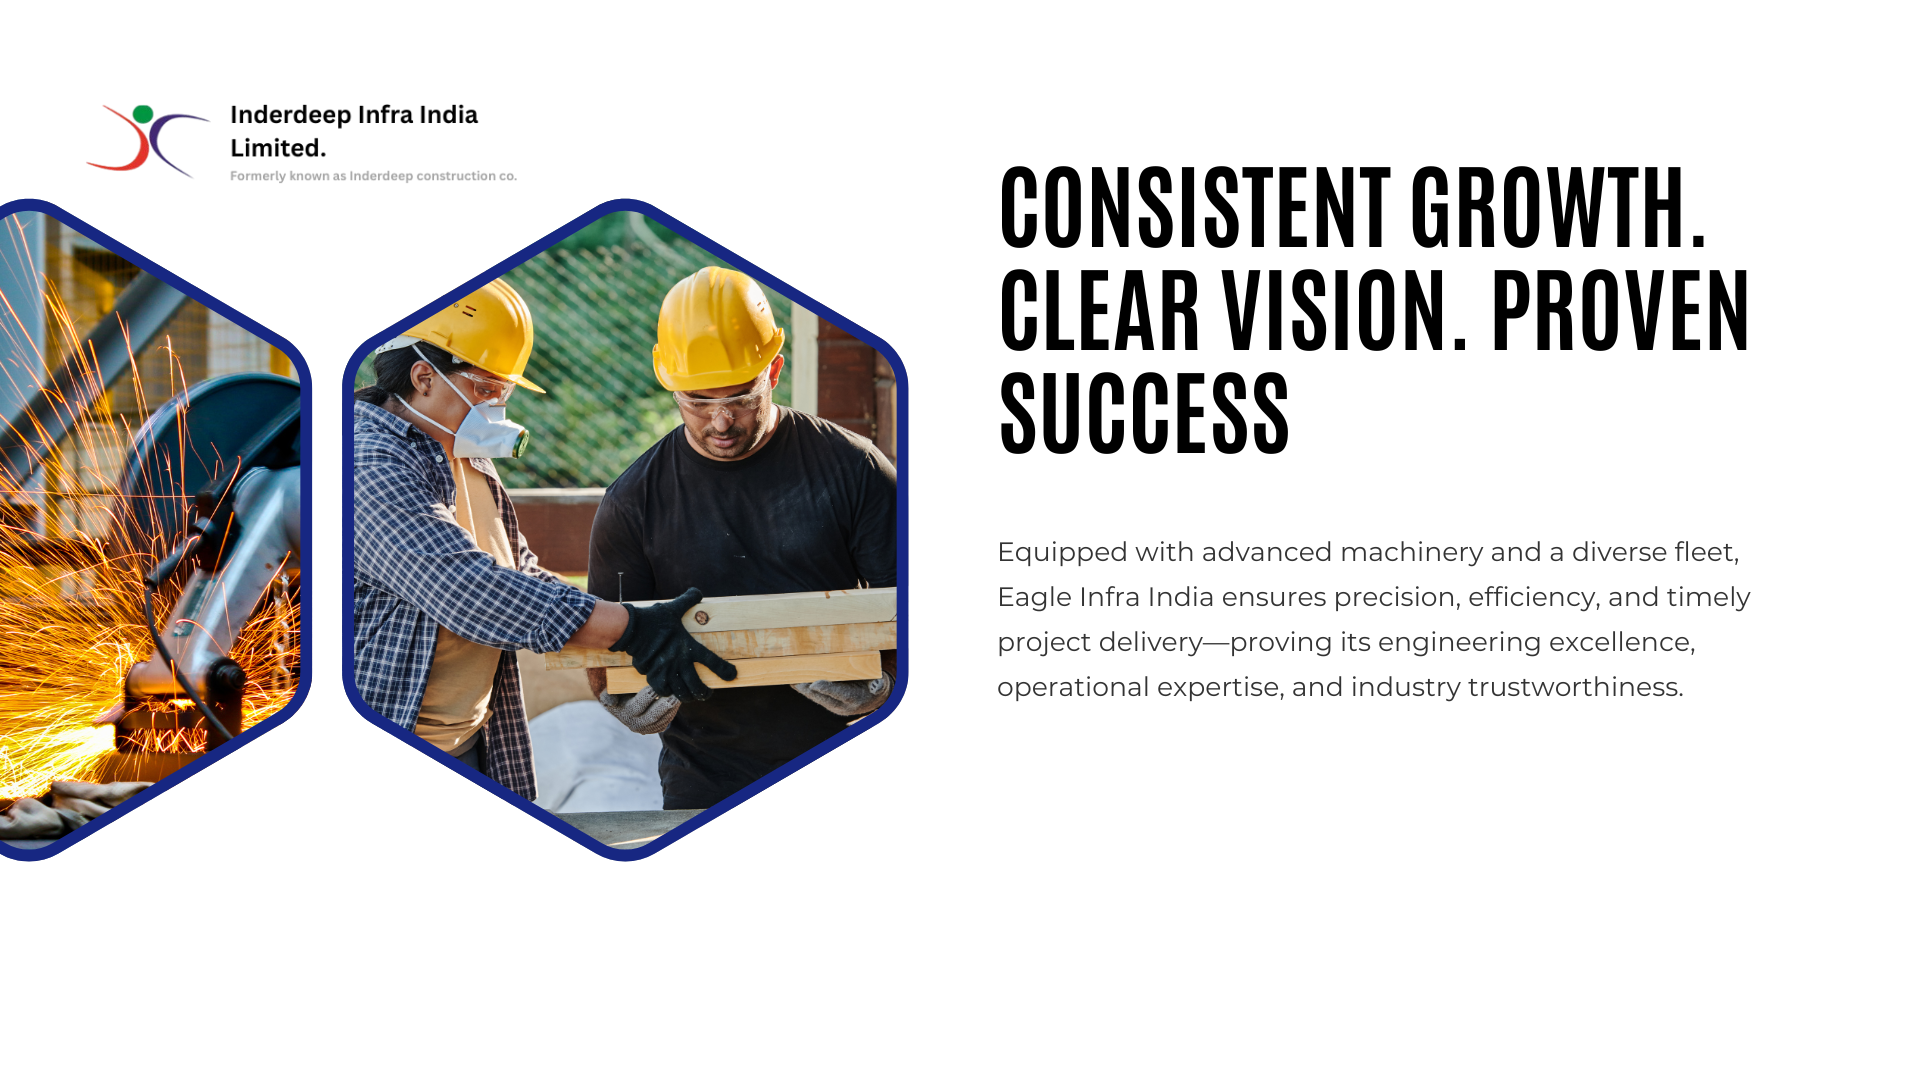 Inderdeep Infra India
Limited.
Formerly known as Inderdeep construction co.
CONSISTENT GROWTH.
CLEAR VISION. PROVEN
SUCCESS
Equipped with advanced machinery and a diverse fleet,
Eagle Infra India ensures precision, efficiency, and timely
project delivery—proving its engineering excellence,
operational expertise, and industry trustworthiness.